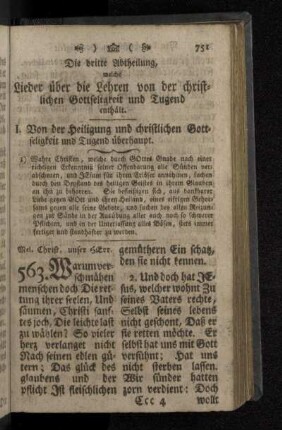 751
Die dritte Abtheilung,
welche
Lieder über die Lehren von der christ-
lichen Gottseligkeit und Tugend
enthält.
I. Von der Heiligung und christlichen Gott-
seligkeit und Tugend überhaupt.
1) Wahre Christen, welche durch GOttes Gnade nach einer
richtigen Erkenntniß seiner Offenbarung alle Sünden ver-
abscheuen, und JEsum für ihren Erlöser annehmen, suchen
durch den Beystand des heiligen Geistes in ihrem Glauben
an ihn zu beharren. Sie befleißigen sich, aus dankbarer
Liebe gegen GOtt und ihren Heiland, eines eifrigen Gehor-
sams gegen alle seine Gebote; und suchen bey allen Reizun-
gen zur Sünde in der Ausübung aller auch noch so schwerer
Pflichten, und in der Unterlassung alles Bösen, stets immer
fertiger und standhafter zu werden.
Mel. Christ, unser HErr.
563. Warum ver-
schmähen
menschen doch Die ret-
tung ihrer seelen, Und
säumen, Christi sanf-
tes joch, Die leichte last
zu wählen? So vieler
herz verlanget nicht
Nach seinen edlen gü-
tern; Das glück des
glaubens und der
pflicht Ist fleischlichen
gemüthern Ein schatz,
den sie nicht kennen.
2. Und doch hat JE-
sus, welcher wohnt Zu
seines Vaters rechte,
Selbst seines lebens
nicht geschont, Daß er
sie retten möchte. Er
selbst hat uns mit Gott
versühnt; Hat uns
nicht sterben lassen.
Wir sünder hatten
zorn verdient: Doch
Ccc 4
wollt